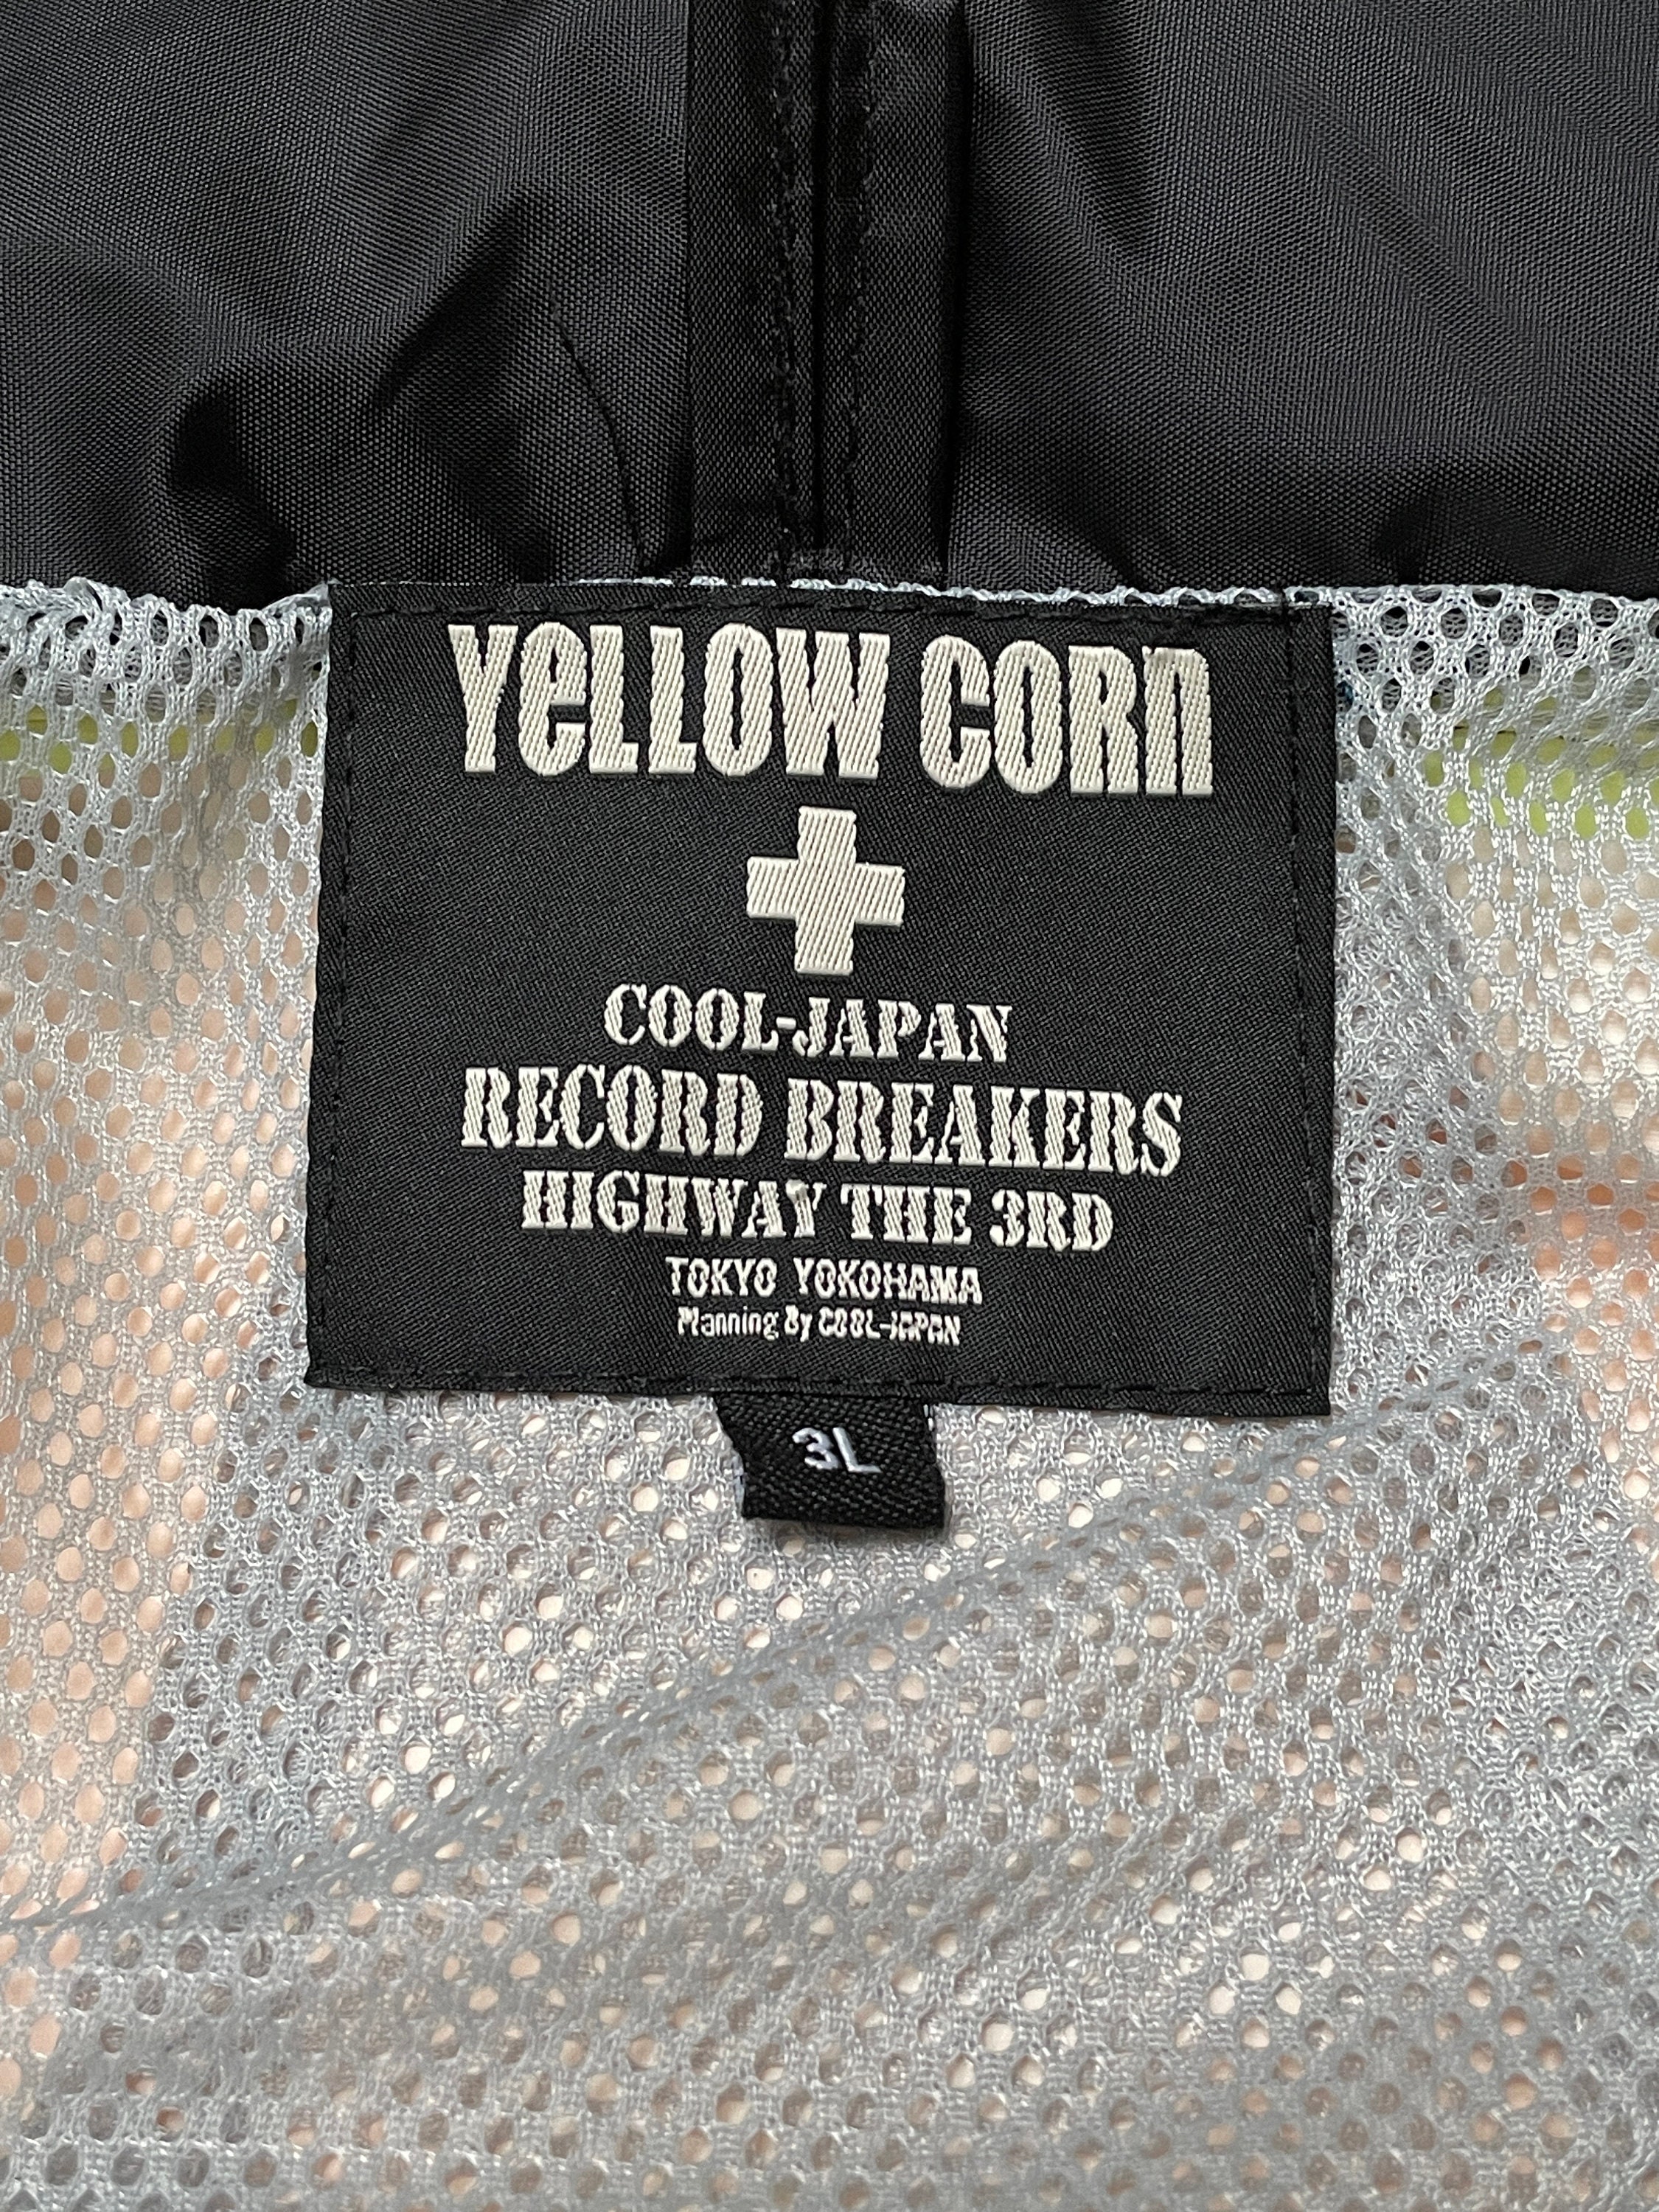 YeLLOW CORn
COOL-JAPAN
RECORD BREAKERS
HIGHWAY THE 3RD
TOKYO YOKOHAMA
Planning By COOL-JAPAN
3L